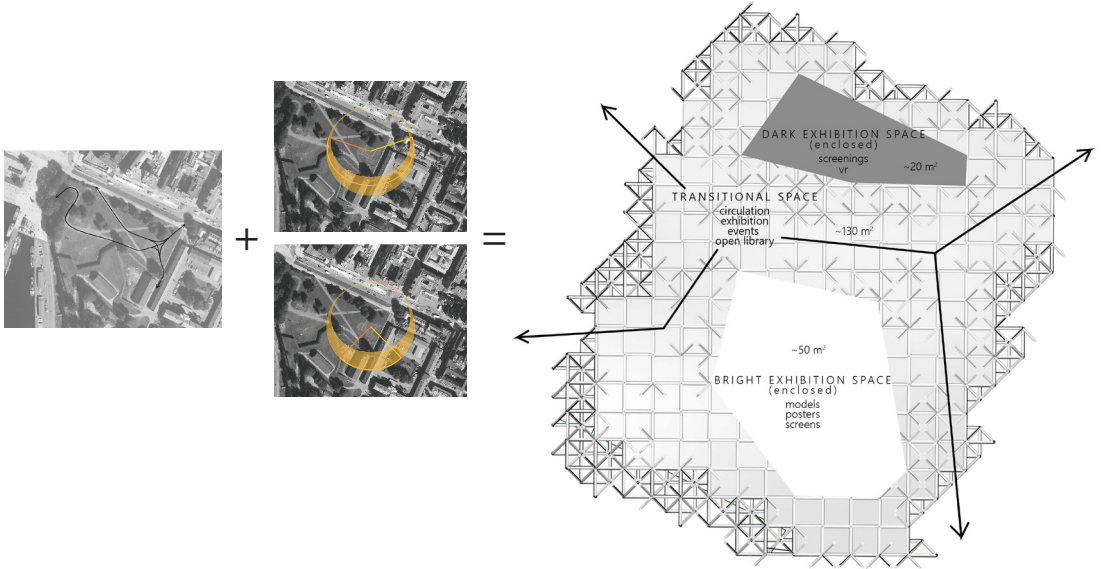 +
=
DARK EXHIBITION SPACE
(enclosed)
screenings
vr
~20 m²
TRANSITIONAL SPACE
circulation
exhibition
events
open library
~130 m²
~50 m²
BRIGHT EXHIBITION SPACE
(enclosed)
models
posters
screens